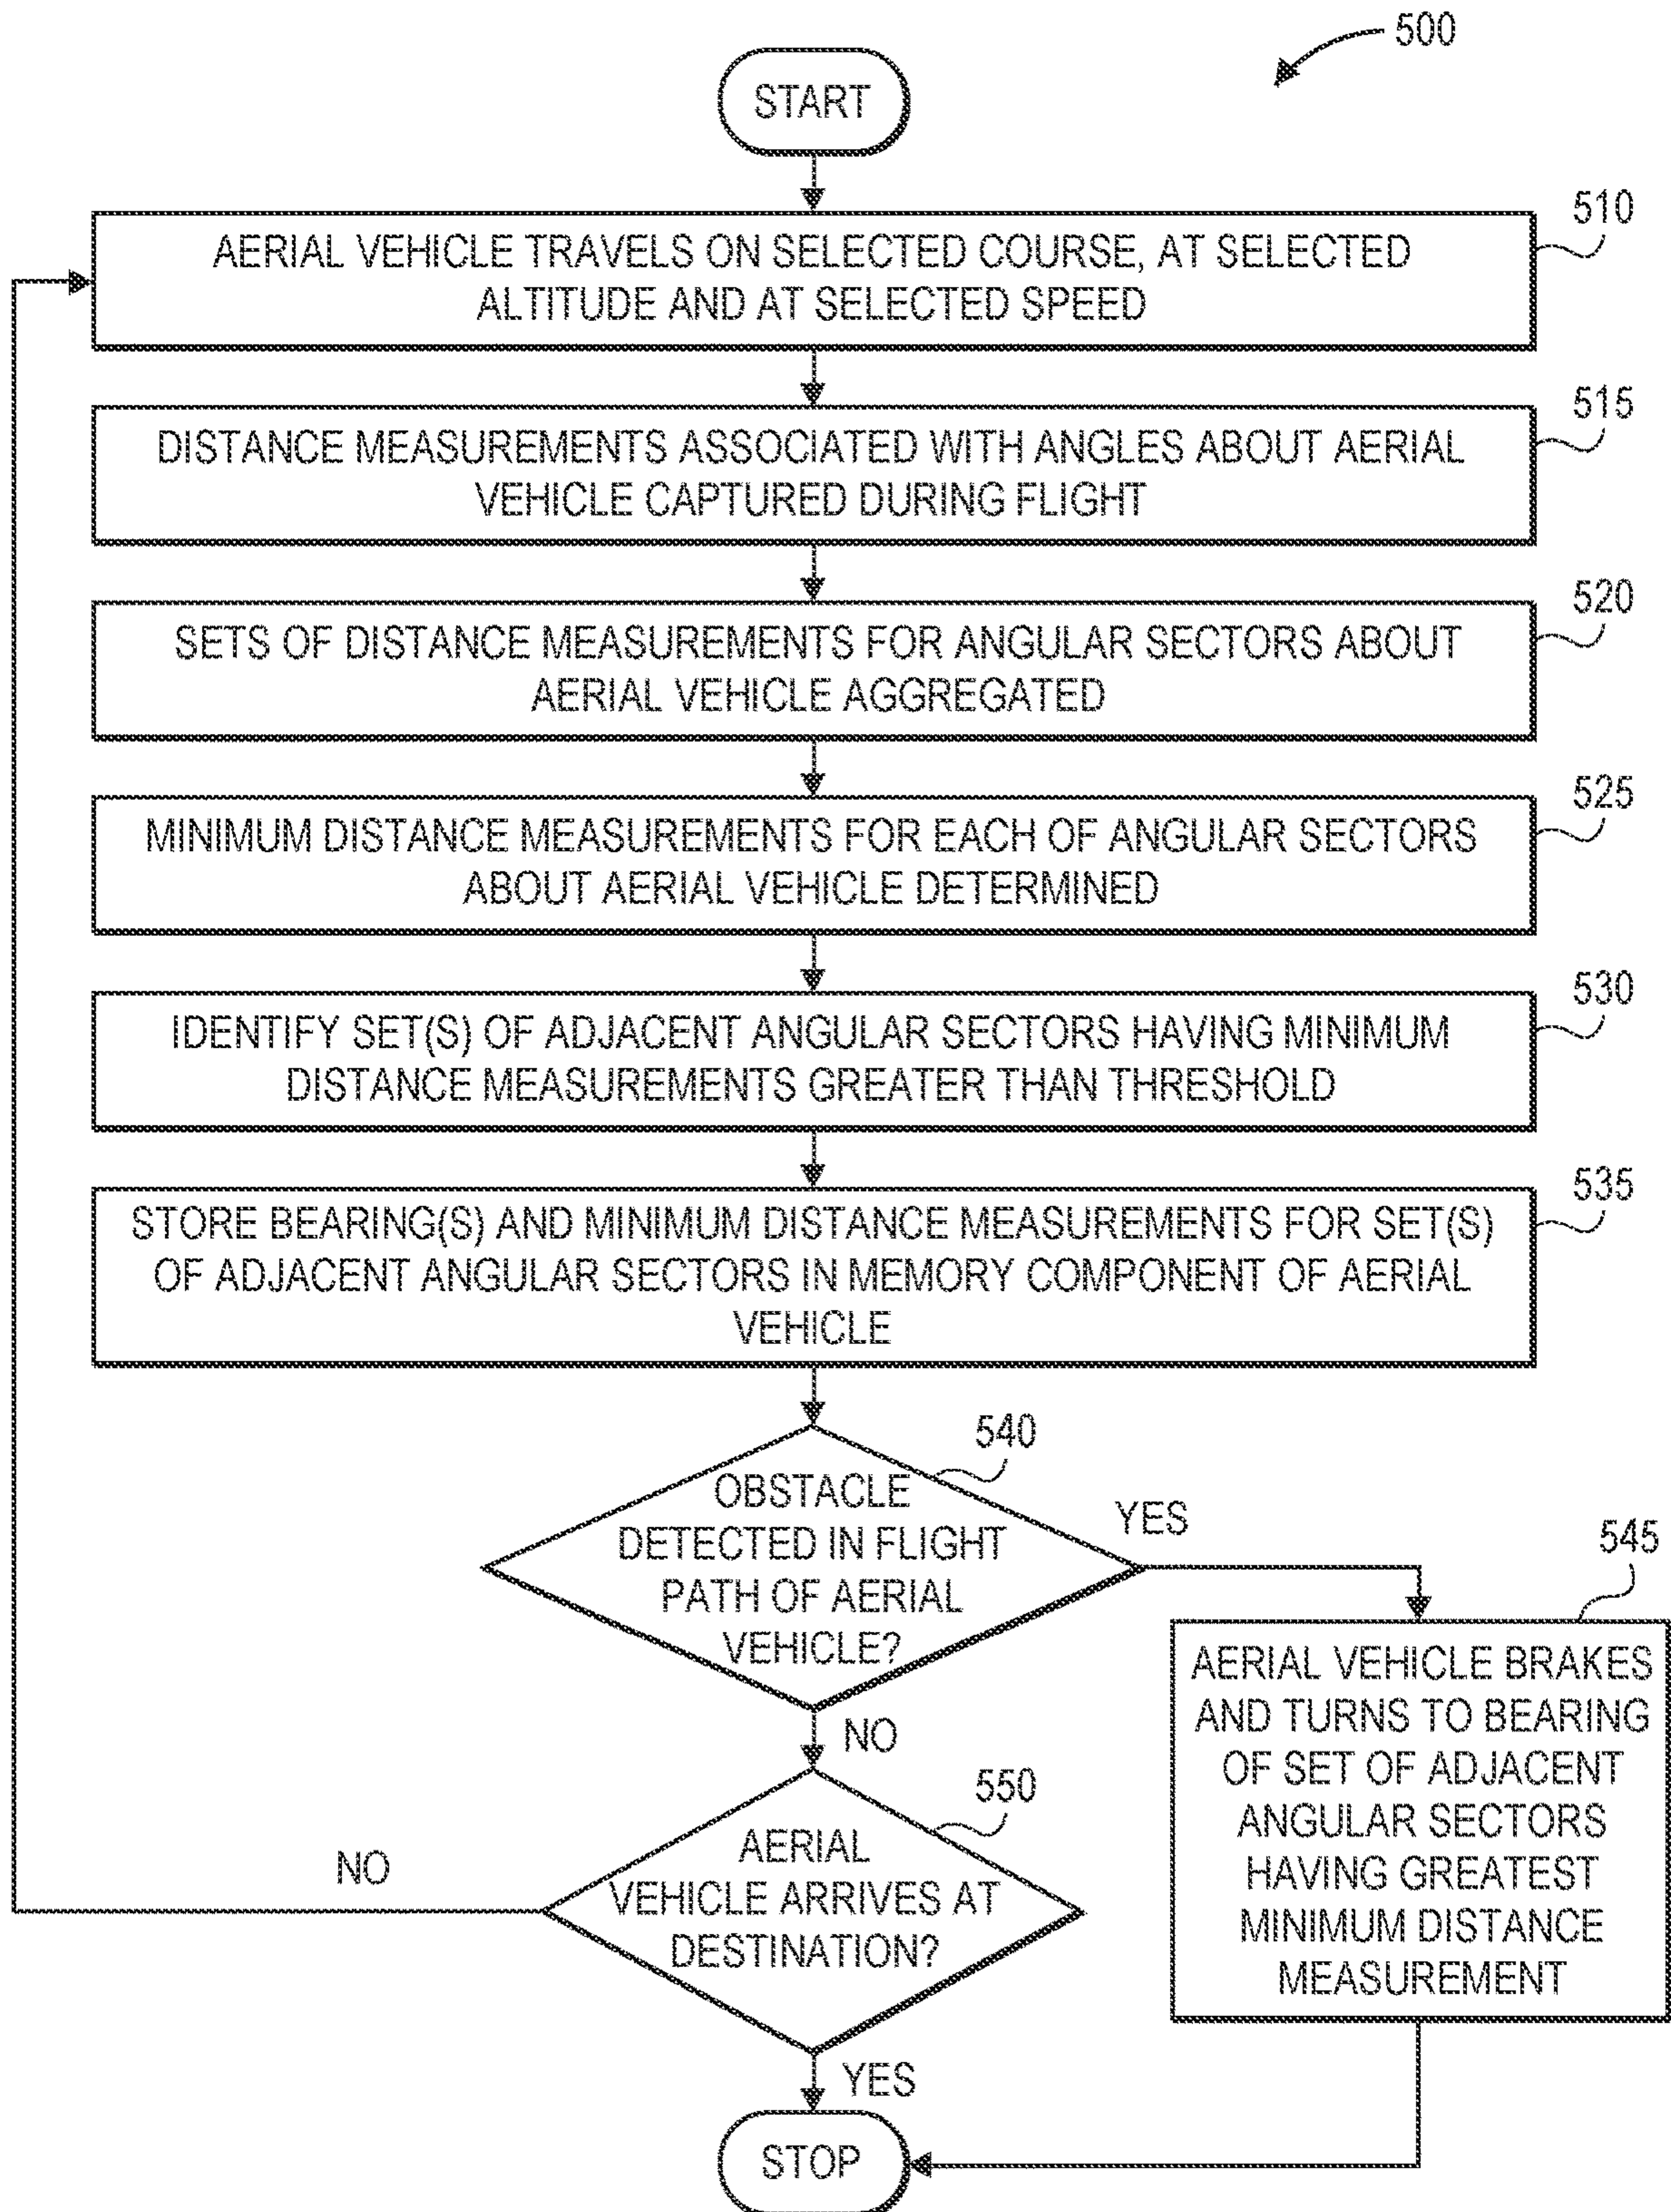 500
START
510
AERIAL VEHICLE TRAVELS ON SELECTED COURSE, AT SELECTED
ALTITUDE AND AT SELECTED SPEED
515
DISTANCE MEASUREMENTS ASSOCIATED WITH ANGLES ABOUT AERIAL
VEHICLE CAPTURED DURING FLIGHT
520
SETS OF DISTANCE MEASUREMENTS FOR ANGULAR SECTORS ABOUT
AERIAL VEHICLE AGGREGATED
525
MINIMUM DISTANCE MEASUREMENTS FOR EACH OF ANGULAR SECTORS
ABOUT AERIAL VEHICLE DETERMINED
530
IDENTIFY SET(S) OF ADJACENT ANGULAR SECTORS HAVING MINIMUM
DISTANCE MEASUREMENTS GREATER THAN THRESHOLD
535
STORE BEARING(S) AND MINIMUM DISTANCE MEASUREMENTS FOR SET(S)
OF ADJACENT ANGULAR SECTORS IN MEMORY COMPONENT OF AERIAL
VEHICLE
540
OBSTACLE
DETECTED IN FLIGHT
PATH OF AERIAL
VEHICLE?
YES
545
AERIAL VEHICLE BRAKES
AND TURNS TO BEARING
OF SET OF ADJACENT
ANGULAR SECTORS
HAVING GREATEST
MINIMUM DISTANCE
MEASUREMENT
NO
550
AERIAL
VEHICLE ARRIVES AT
DESTINATION?
NO
YES
STOP